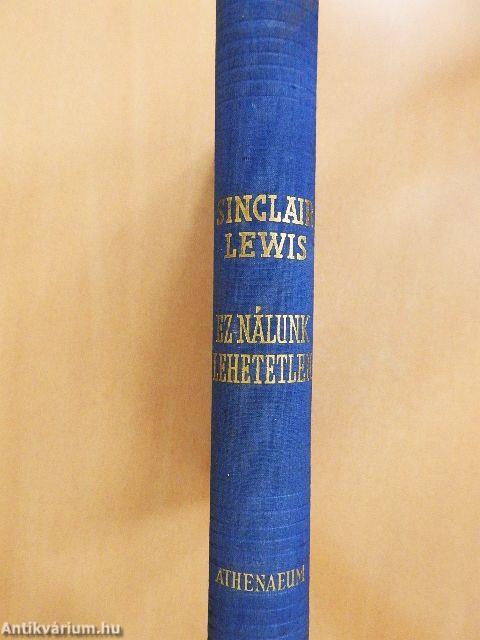 SINCLAIR
LEWIS
EZ NÁLUNK
LEHETETLEN
ATHENAEUM
Antikvárium.hu